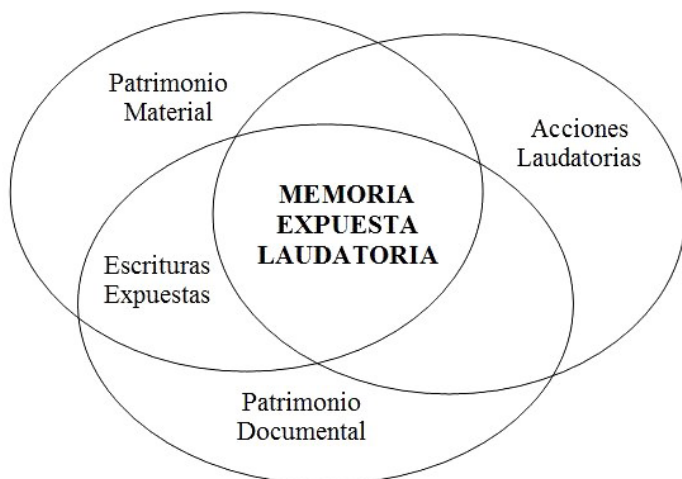 Patrimonio
Material
Acciones
Laudatorias
MEMORIA
EXPUESTA
LAUDATORIA
Escrituras
Expuestas
Patrimonio
Documental